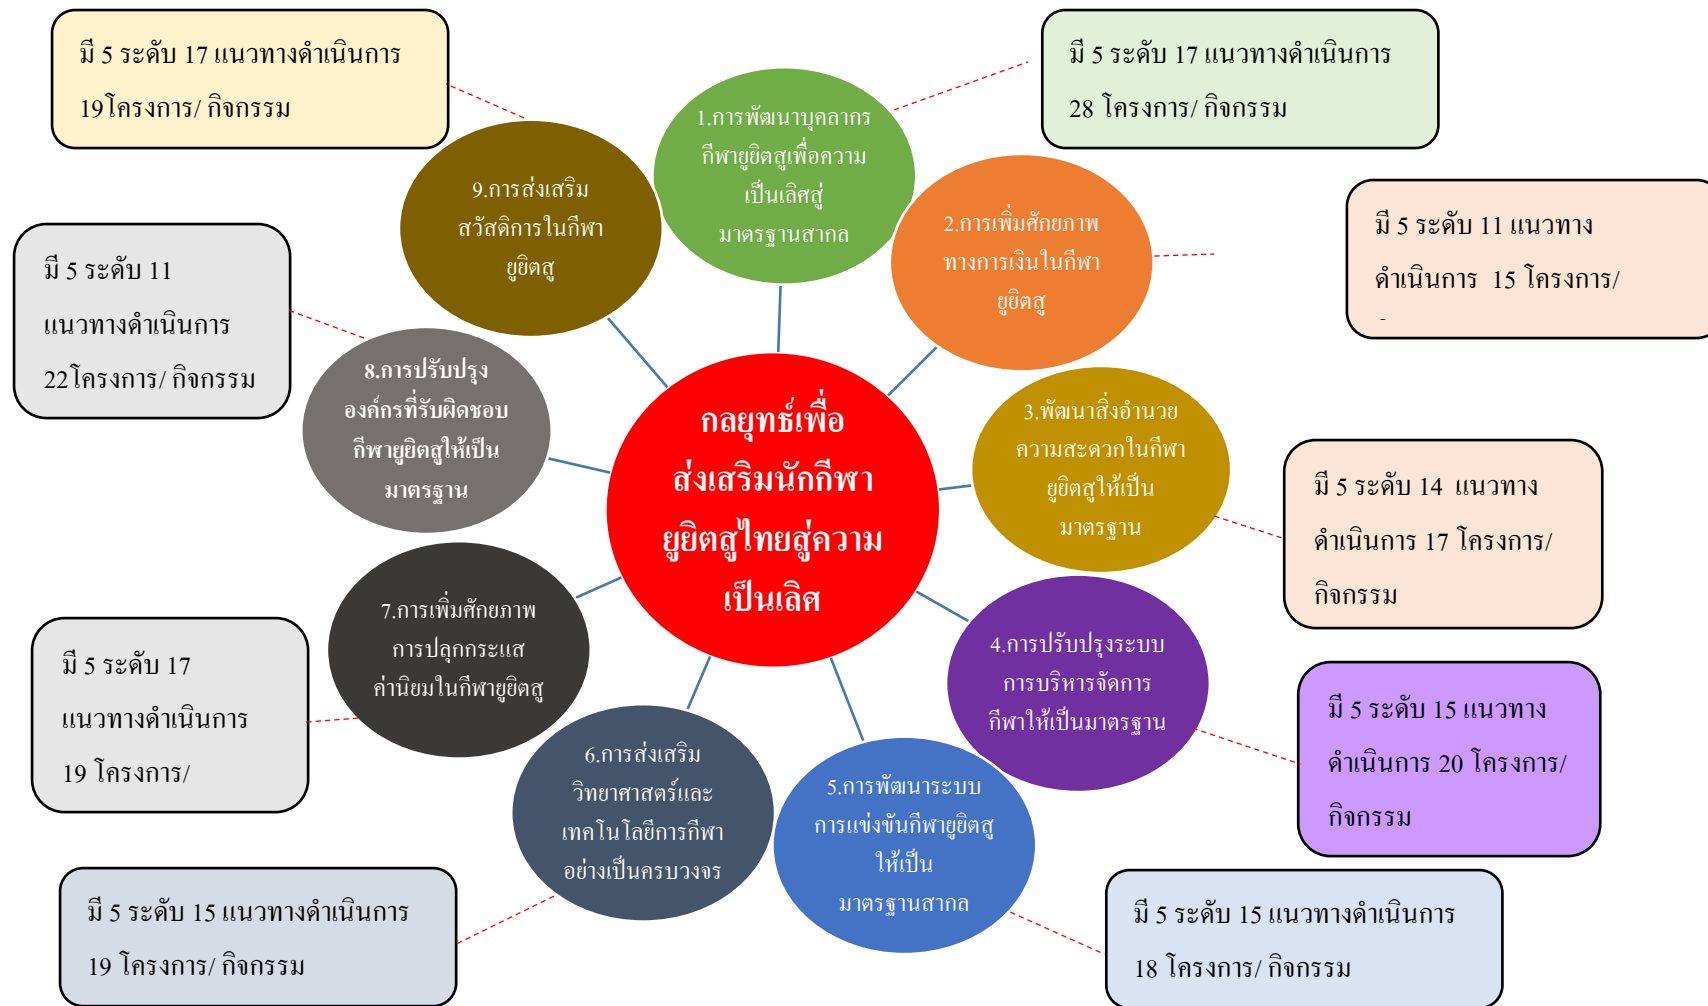 กลยุทธ์เพื่อ
ส่งเสริมนักกีฬา
ยูยิตสูไทยสู่ความ
เป็นเลิศ
1.การพัฒนาบุคลากร
กีฬายูยิตสูเพื่อความ
เป็นเลิศสู่
มาตรฐานสากล
มี 5 ระดับ 17 แนวทางดำเนินการ
28 โครงการ/ กิจกรรม
2.การเพิ่มศักยภาพ
ทางการเงินในกีฬา
ยูยิตสู
มี 5 ระดับ 11 แนวทาง
ดำเนินการ 15 โครงการ/
3.พัฒนาสิ่งอำนวย
ความสะดวกในกีฬา
ยูยิตสูให้เป็น
มาตรฐาน
มี 5 ระดับ 14 แนวทาง
ดำเนินการ 17 โครงการ/
กิจกรรม
4.การปรับปรุงระบบ
การบริหารจัดการ
กีฬาให้เป็นมาตรฐาน
มี 5 ระดับ 15 แนวทาง
ดำเนินการ 20 โครงการ/
กิจกรรม
5.การพัฒนาระบบ
การแข่งขันกีฬายูยิตสู
ให้เป็น
มาตรฐานสากล
มี 5 ระดับ 15 แนวทางดำเนินการ
18 โครงการ/ กิจกรรม
6.การส่งเสริม
วิทยาศาสตร์และ
เทคโนโลยีการกีฬา
อย่างเป็นครบวงจร
มี 5 ระดับ 15 แนวทางดำเนินการ
19 โครงการ/ กิจกรรม
7.การเพิ่มศักยภาพ
การปลุกกระแส
ค่านิยมในกีฬายูยิตสู
มี 5 ระดับ 17
แนวทางดำเนินการ
19 โครงการ/
8.การปรับปรุง
องค์กรที่รับผิดชอบ
กีฬายูยิตสูให้เป็น
มาตรฐาน
มี 5 ระดับ 11
แนวทางดำเนินการ
22โครงการ/ กิจกรรม
9.การส่งเสริม
สวัสดิการในกีฬา
ยูยิตสู
มี 5 ระดับ 17 แนวทางดำเนินการ
19โครงการ/ กิจกรรม